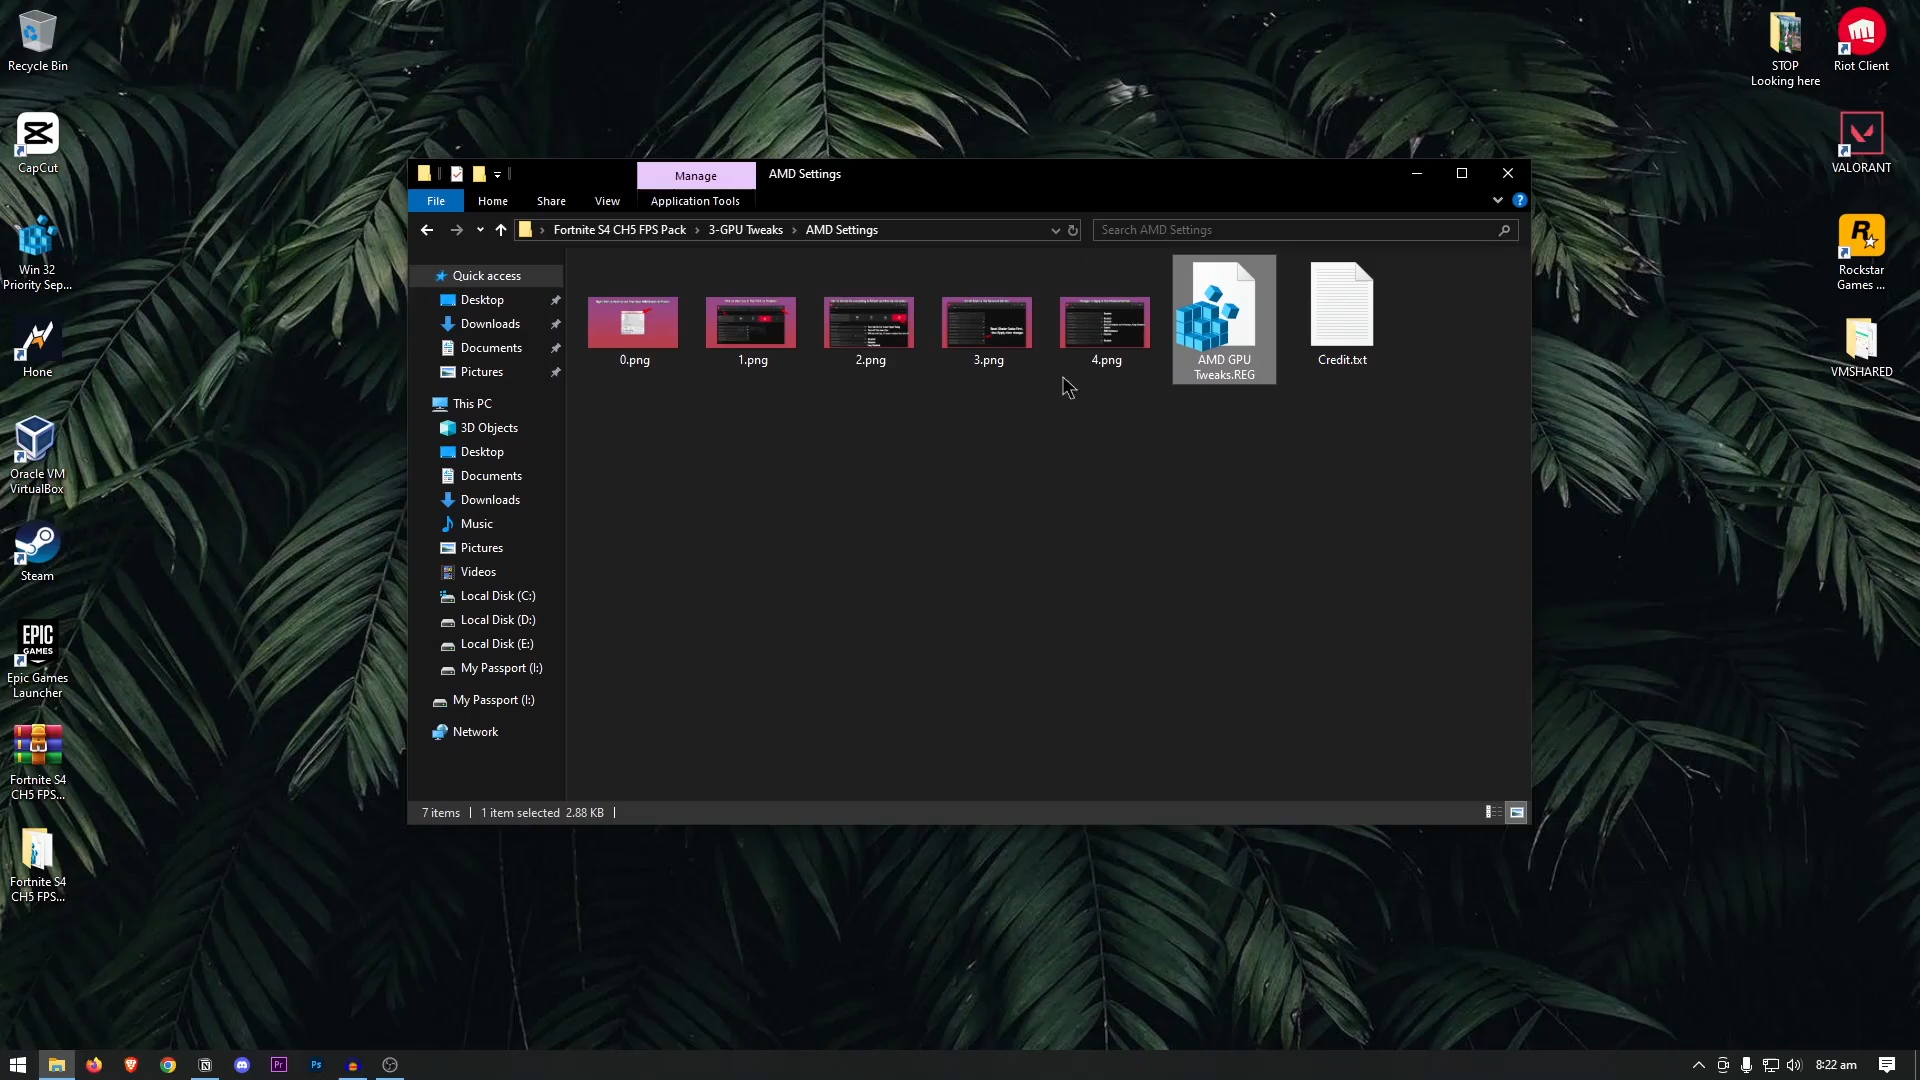 Recycle Bin
CapCut
Win 32
Priority Sep...
Hone
Oracle VM
VirtualBox
Steam
EPIC
GAMES
Epic Games
Launcher
Fortnite S4
CH5 FPS...
Fortnite S4
CH5 FPS...
STOP
Looking here
Riot Client
VALORANT
Rockstar
Games ...
VMSHARED
Manage
AMD Settings
File
Home
Share
View
Application Tools
Fortnite S4 CH5 FPS Pack
3-GPU Tweaks
AMD Settings
Search AMD Settings
Quick access
Desktop
Downloads
Documents
Pictures
This PC
3D Objects
Desktop
Documents
Downloads
Music
Pictures
Videos
Local Disk (C:)
Local Disk (D:)
Local Disk (E:)
My Passport (I:)
My Passport (I:)
Network
0.png
1.png
2.png
3.png
4.png
AMD GPU
Tweaks.REG
Credit.txt
7 items
1 item selected 2.88 KB
Pr
Ps
8:22 am